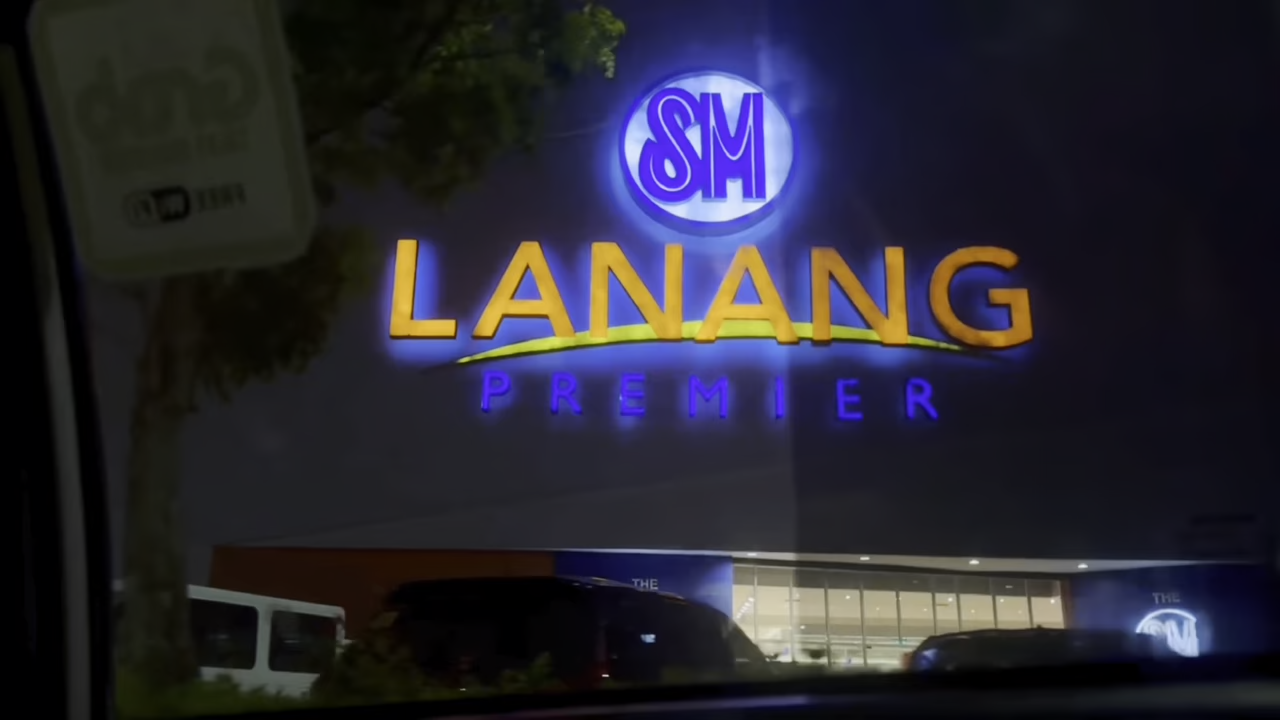 SM
LANANG
PREMIER
THE
THE
SM